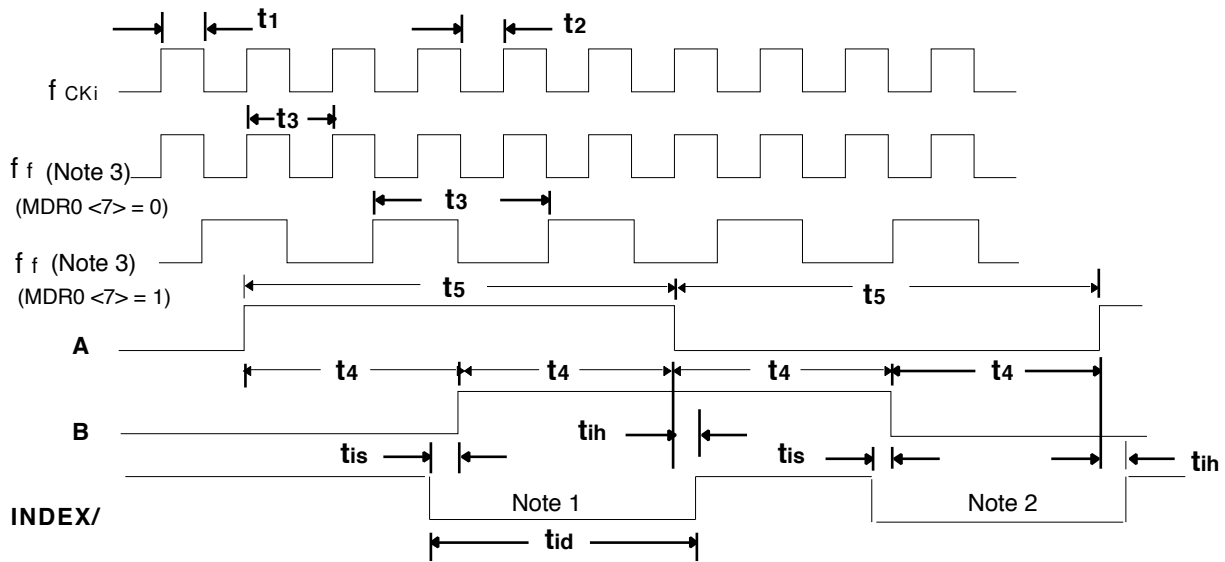 t1 t2
f CKi
t3
f f (Note 3)
(MDR0 <7> = 0)
t3
f f (Note 3)
(MDR0 <7> = 1)
t5 t5
A
t4 t4 t4 t4
B
tis tih tis tih
INDEX/
Note 1 Note 2
tid